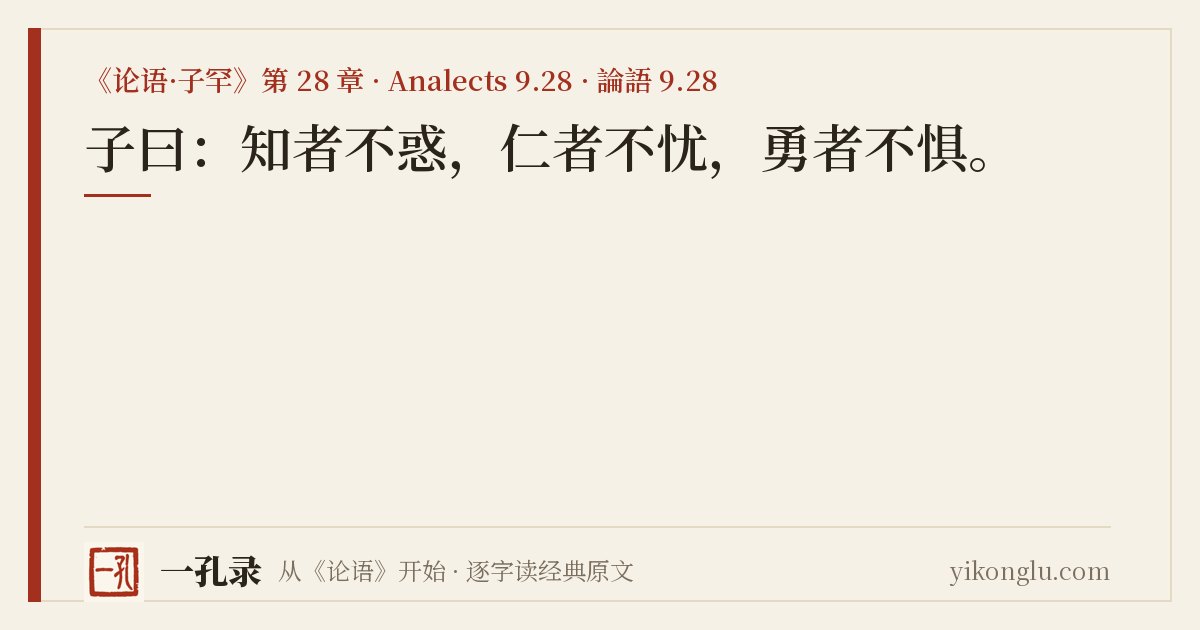 《论语·子罕》第 28 章 · Analects 9.28 · 論語 9.28
子曰：知者不惑，仁者不忧，勇者不惧。
一孔
一孔录 从《论语》开始 · 逐字读经典原文 yikonglu.com